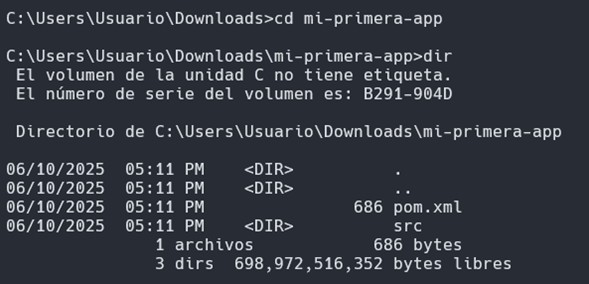 C:\Users\Usuario\Downloads>cd mi-primera-app
C:\Users\Usuario\Downloads\mi-primera-app>dir
El volumen de la unidad C no tiene etiqueta.
El número de serie del volumen es: B291-904D
Directorio de C:\Users\Usuario\Downloads\mi-primera-app
06/10/2025  05:11 PM    <DIR>          .
06/10/2025  05:11 PM    <DIR>          ..
06/10/2025  05:11 PM               686 pom.xml
06/10/2025  05:11 PM    <DIR>          src
1 archivos            686 bytes
3 dirs  698,972,516,352 bytes libres